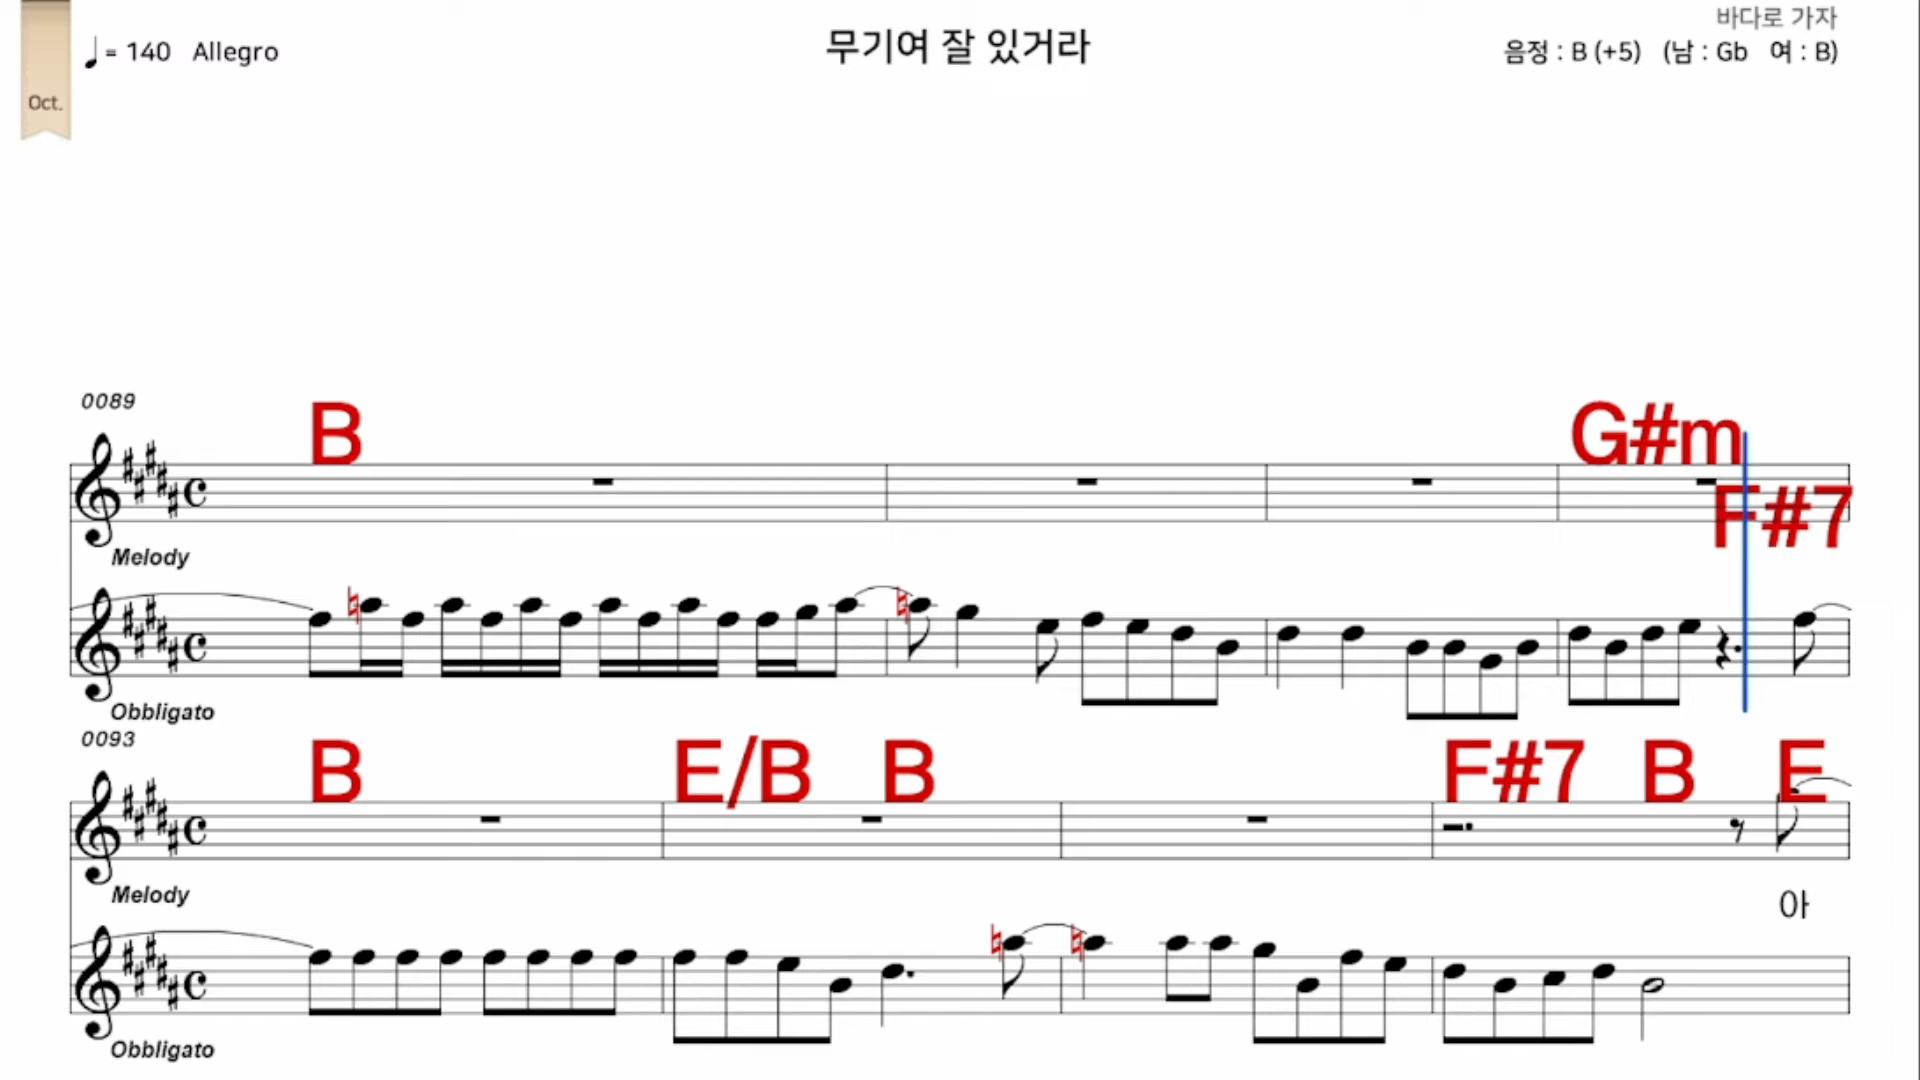 바다로 가자
♩= 140 Allegro
무기여 잘 있거라
음정 : B (+5) (남 : Gb 여 : B)
Oct.
0089
B G#m
F#7
Melody
Obbligato
0093
B E/B B F#7 B E
Melody
아
Obbligato